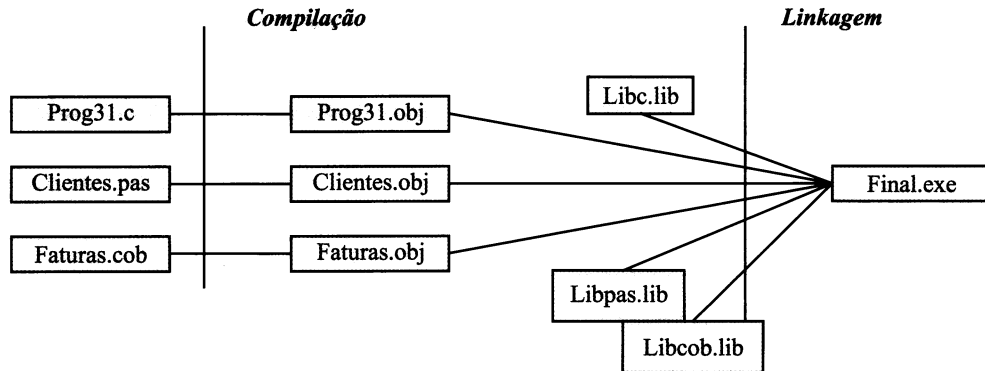 Compilação
Linkagem
Prog31.c
Prog31.obj
Libc.lib
Clientes.pas
Clientes.obj
Final.exe
Faturas.cob
Faturas.obj
Libpas.lib
Libcob.lib